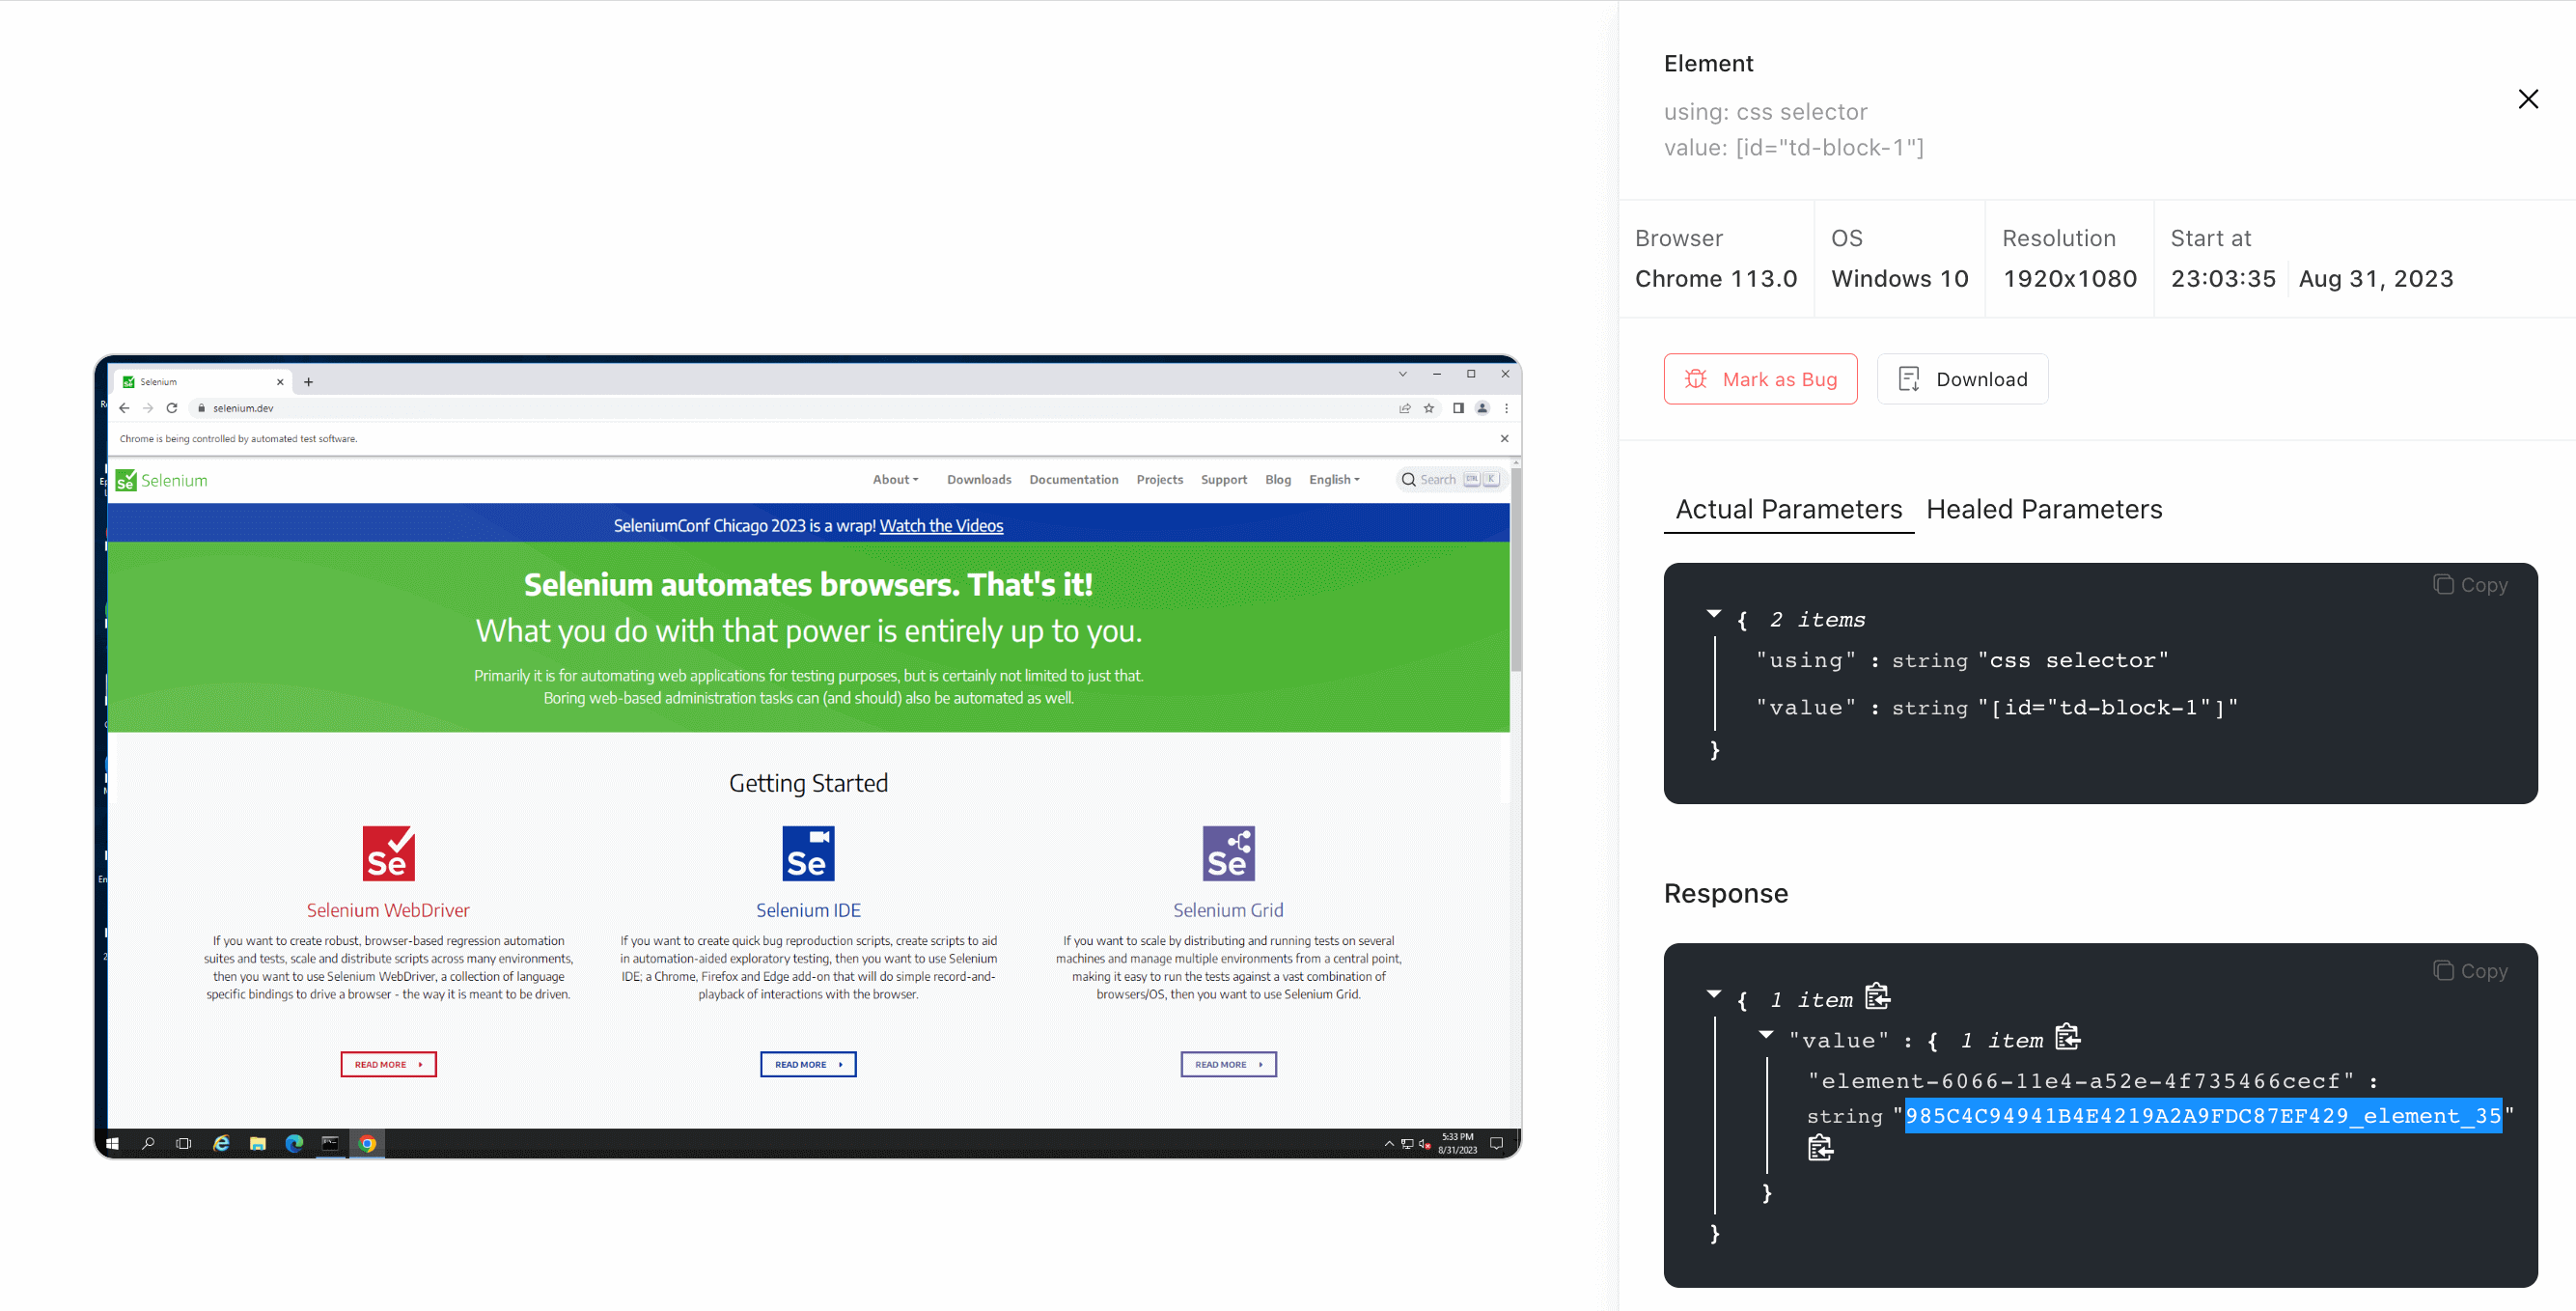 Selenium
selenium.dev
Chrome is being controlled by automated test software.
Se Selenium
About
Downloads
Documentation
Projects
Support
Blog
English
Search
K
SeleniumConf Chicago 2023 is a wrap! Watch the Videos
Selenium automates browsers. That's it!
What you do with that power is entirely up to you.
Primarily it is for automating web applications for testing purposes, but is certainly not limited to just that.
Boring web-based administration tasks can (and should) also be automated as well.
Getting Started
Se
Selenium WebDriver
If you want to create robust, browser-based regression automation
suites and tests, scale and distribute scripts across many environments,
then you want to use Selenium WebDriver, a collection of language
specific bindings to drive a browser - the way it is meant to be driven.
READ MORE
Se
Selenium IDE
If you want to create quick bug reproduction scripts, create scripts to aid
in automation-aided exploratory testing, then you want to use Selenium
IDE; a Chrome, Firefox and Edge add-on that will do simple record-and-
playback of interactions with the browser.
READ MORE
Se
Selenium Grid
If you want to scale by distributing and running tests on several
machines and manage multiple environments from a central point,
making it easy to run the tests against a vast combination of
browsers/OS, then you want to use Selenium Grid.
READ MORE
5:33 PM
8/31/2023
Element
using: css selector
value: [id="td-block-1"]
Browser
Chrome 113.0
OS
Windows 10
Resolution
1920x1080
Start at
23:03:35
Aug 31, 2023
Mark as Bug
Download
Actual Parameters
Healed Parameters
Copy
{ 2 items
"using" : string "css selector"
"value" : string "[id="td-block-1"]"
}
Response
Copy
{ 1 item
"value" : { 1 item
"element-6066-11e4-a52e-4f735466cecf" :
string "985C4C94941B4E4219A2A9FDC87EF429_element_35"
}
}